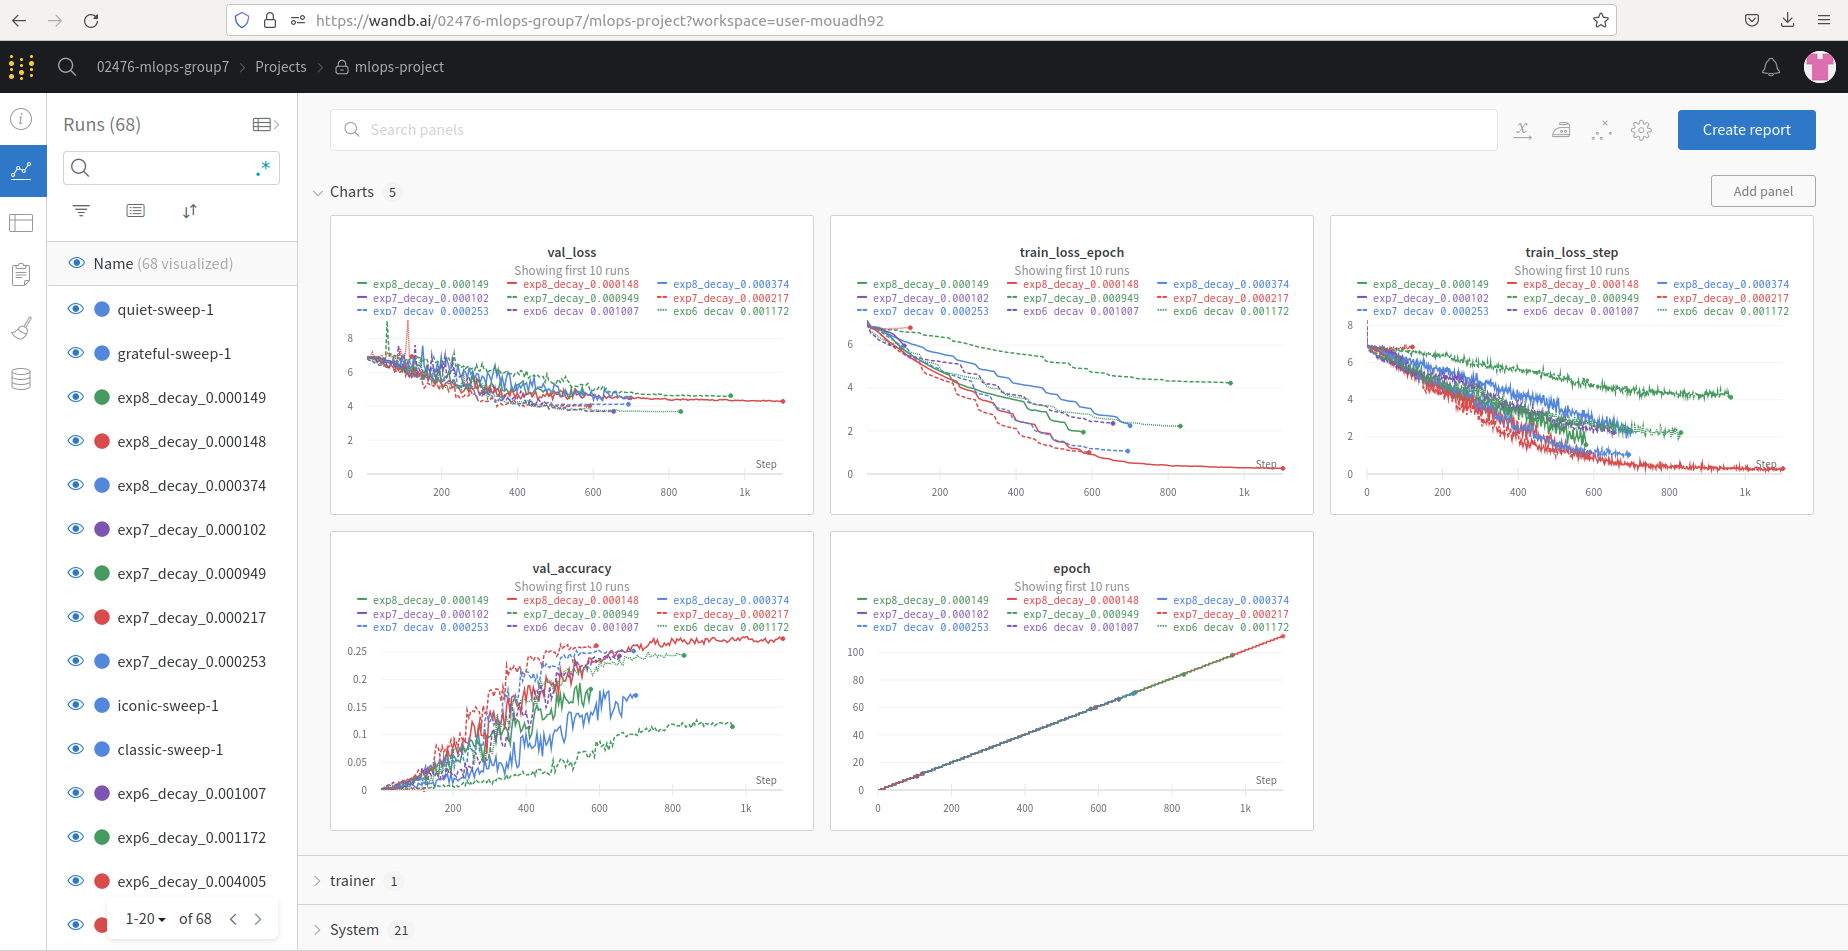 https://wandb.ai/02476-mlops-group7/mlops-project?workspace=user-mouadh92
02476-mlops-group7 > Projects > mlops-project
Runs (68)
.*
Name (68 visualized)
quiet-sweep-1
grateful-sweep-1
exp8_decay_0.000149
exp8_decay_0.000148
exp8_decay_0.000374
exp7_decay_0.000102
exp7_decay_0.000949
exp7_decay_0.000217
exp7_decay_0.000253
iconic-sweep-1
classic-sweep-1
exp6_decay_0.001007
exp6_decay_0.001172
exp6_decay_0.004005
1-20 of 68
Search panels
Create report
Charts 5
Add panel
val_loss
Showing first 10 runs
exp8_decay_0.000149 exp8_decay_0.000148 exp8_decay_0.000374
exp7_decay_0.000102 exp7_decay_0.000949 exp7_decay_0.000217
exp7_decay_0.000253 exp6_decay_0.001007 exp6_decay_0.001172
8
6
4
2
0
Step
200 400 600 800 1k
train_loss_epoch
Showing first 10 runs
exp8_decay_0.000149 exp8_decay_0.000148 exp8_decay_0.000374
exp7_decay_0.000102 exp7_decay_0.000949 exp7_decay_0.000217
exp7_decay_0.000253 exp6_decay_0.001007 exp6_decay_0.001172
6
4
2
0
Step
200 400 600 800 1k
train_loss_step
Showing first 10 runs
exp8_decay_0.000149 exp8_decay_0.000148 exp8_decay_0.000374
exp7_decay_0.000102 exp7_decay_0.000949 exp7_decay_0.000217
exp7_decay_0.000253 exp6_decay_0.001007 exp6_decay_0.001172
8
6
4
2
0
Step
0 200 400 600 800 1k
val_accuracy
Showing first 10 runs
exp8_decay_0.000149 exp8_decay_0.000148 exp8_decay_0.000374
exp7_decay_0.000102 exp7_decay_0.000949 exp7_decay_0.000217
exp7_decay_0.000253 exp6_decay_0.001007 exp6_decay_0.001172
0.25
0.2
0.15
0.1
0.05
0
Step
200 400 600 800 1k
epoch
Showing first 10 runs
exp8_decay_0.000149 exp8_decay_0.000148 exp8_decay_0.000374
exp7_decay_0.000102 exp7_decay_0.000949 exp7_decay_0.000217
exp7_decay_0.000253 exp6_decay_0.001007 exp6_decay_0.001172
100
80
60
40
20
0
Step
0 200 400 600 800 1k
trainer 1
System 21